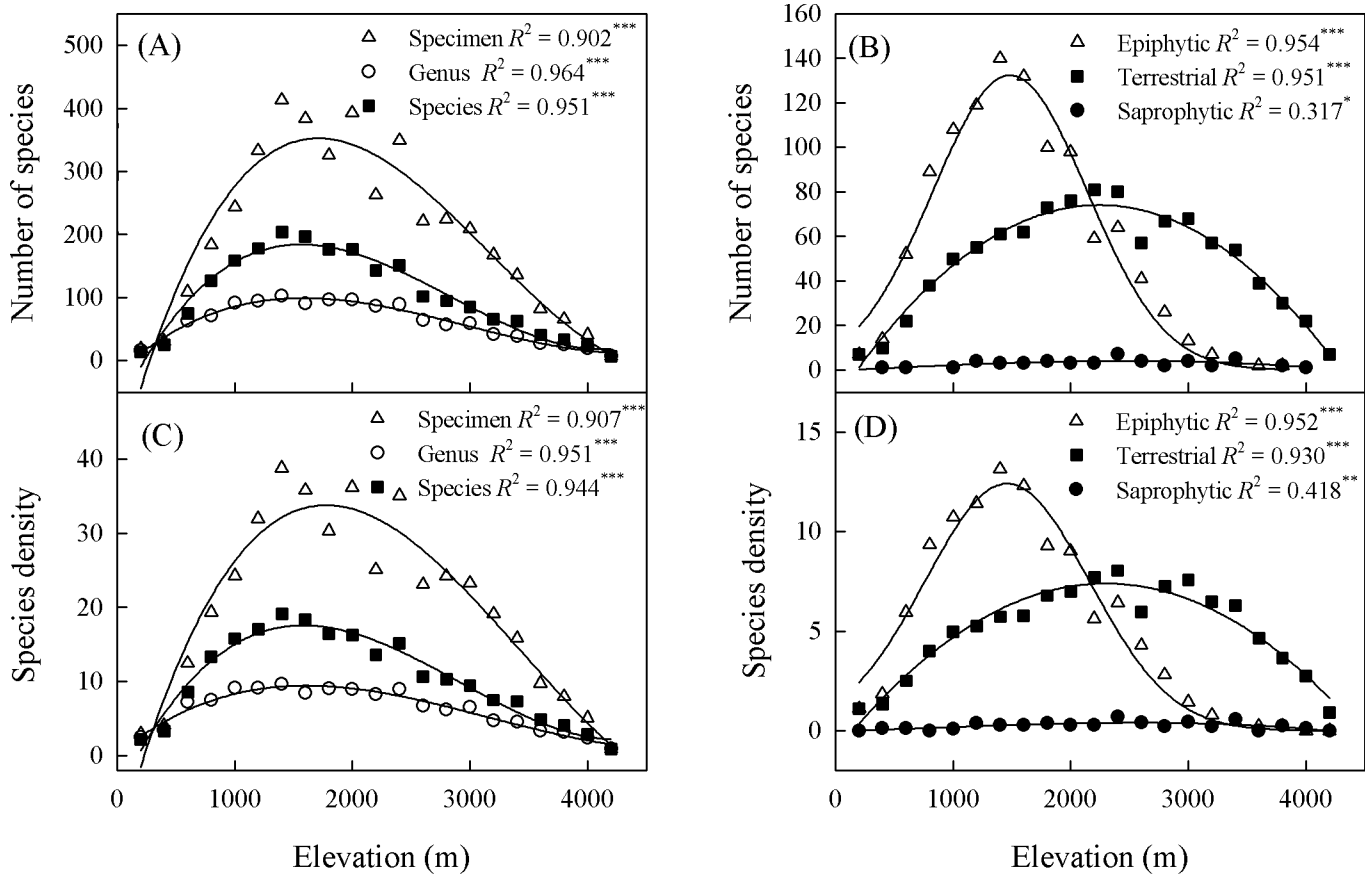 (A)
Specimen R² = 0.902***
Genus R² = 0.964***
Species R² = 0.951***
Number of species
500
400
300
200
100
0
(B)
Epiphytic R² = 0.954***
Terrestrial R² = 0.951***
Saprophytic R² = 0.317*
Number of species
160
140
120
100
80
60
40
20
0
(C)
Specimen R² = 0.907***
Genus R² = 0.951***
Species R² = 0.944***
Species density
40
30
20
10
0
0 1000 2000 3000 4000
Elevation (m)
(D)
Epiphytic R² = 0.952***
Terrestrial R² = 0.930***
Saprophytic R² = 0.418**
Species density
15
10
5
0
0 1000 2000 3000 4000
Elevation (m)